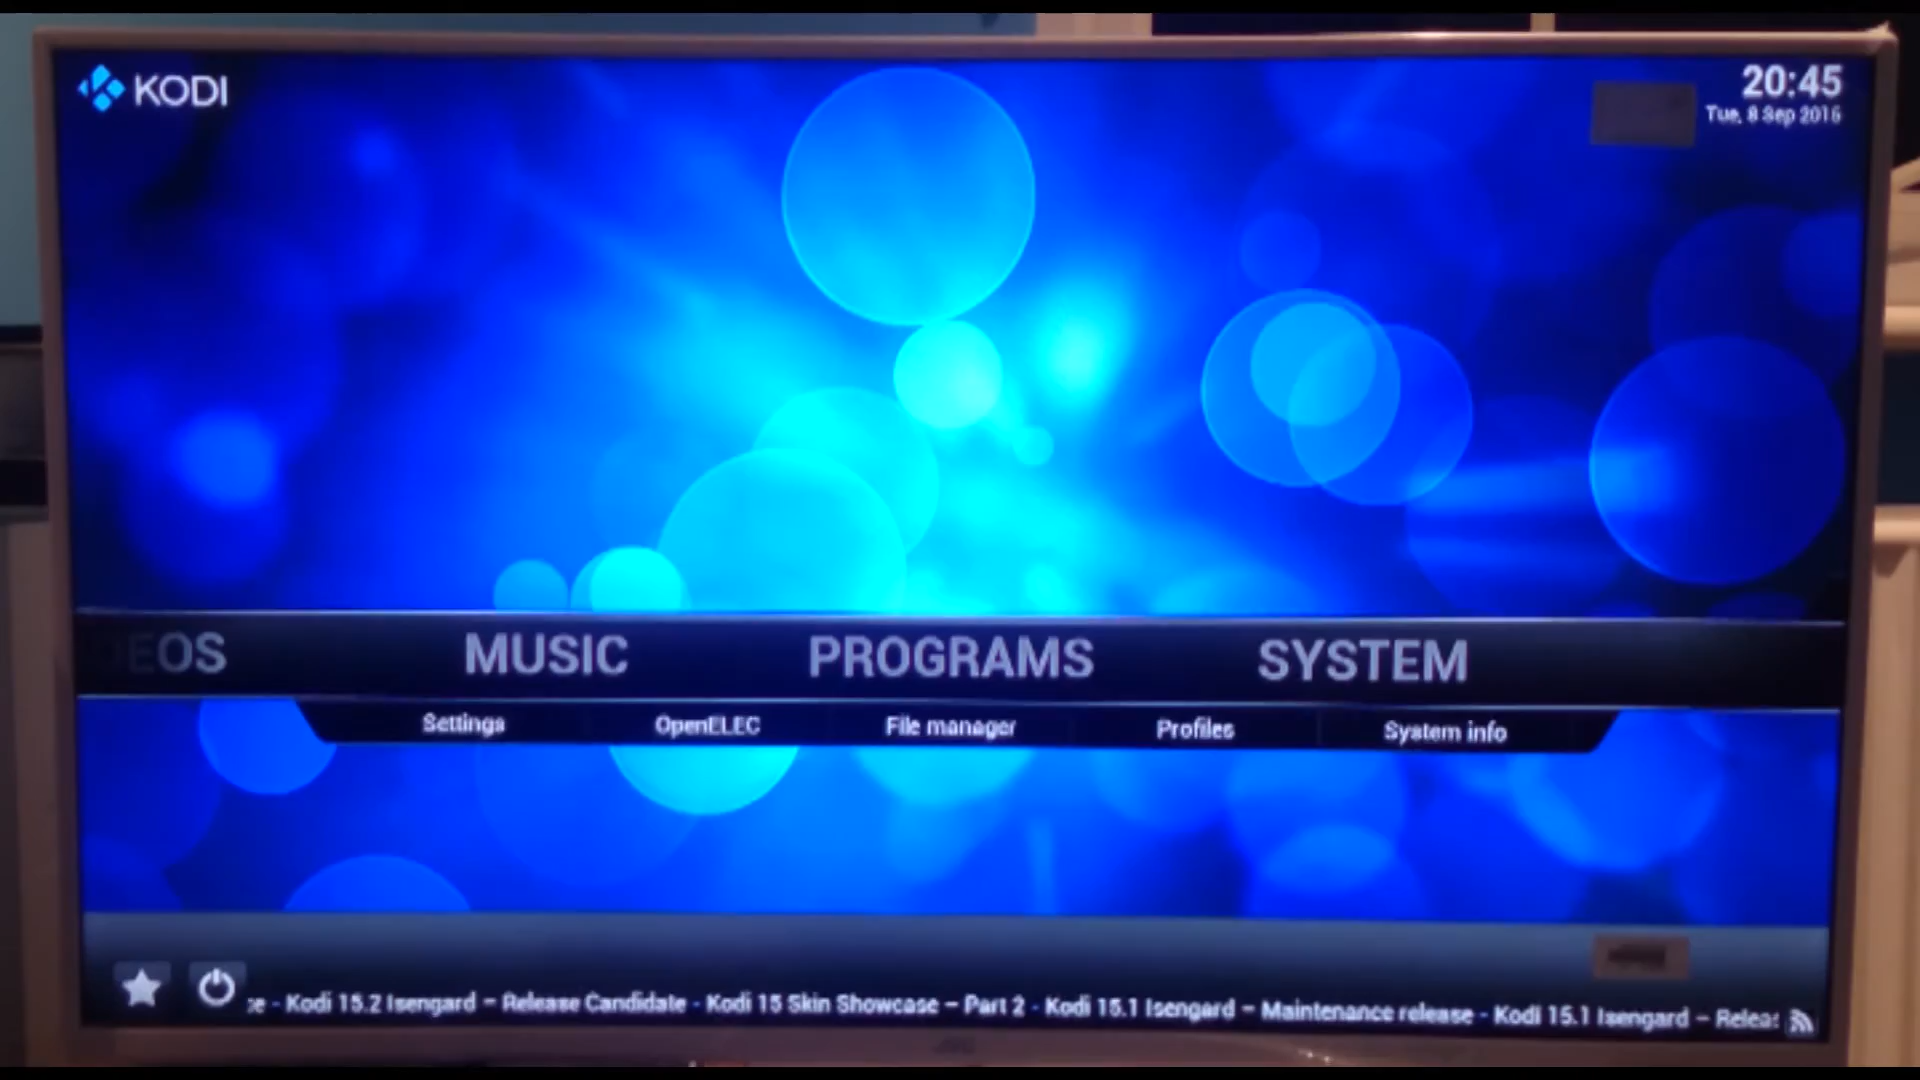 KODI
20:45
Tue, 8 Sep 2015
EOS MUSIC PROGRAMS SYSTEM
Settings OpenELEC File manager Profiles System info
- Kodi 15.2 Isengard – Release Candidate - Kodi 15 Skin Showcase – Part 2 - Kodi 15.1 Isengard – Maintenance release - Kodi 15.1 Isengard – Releas